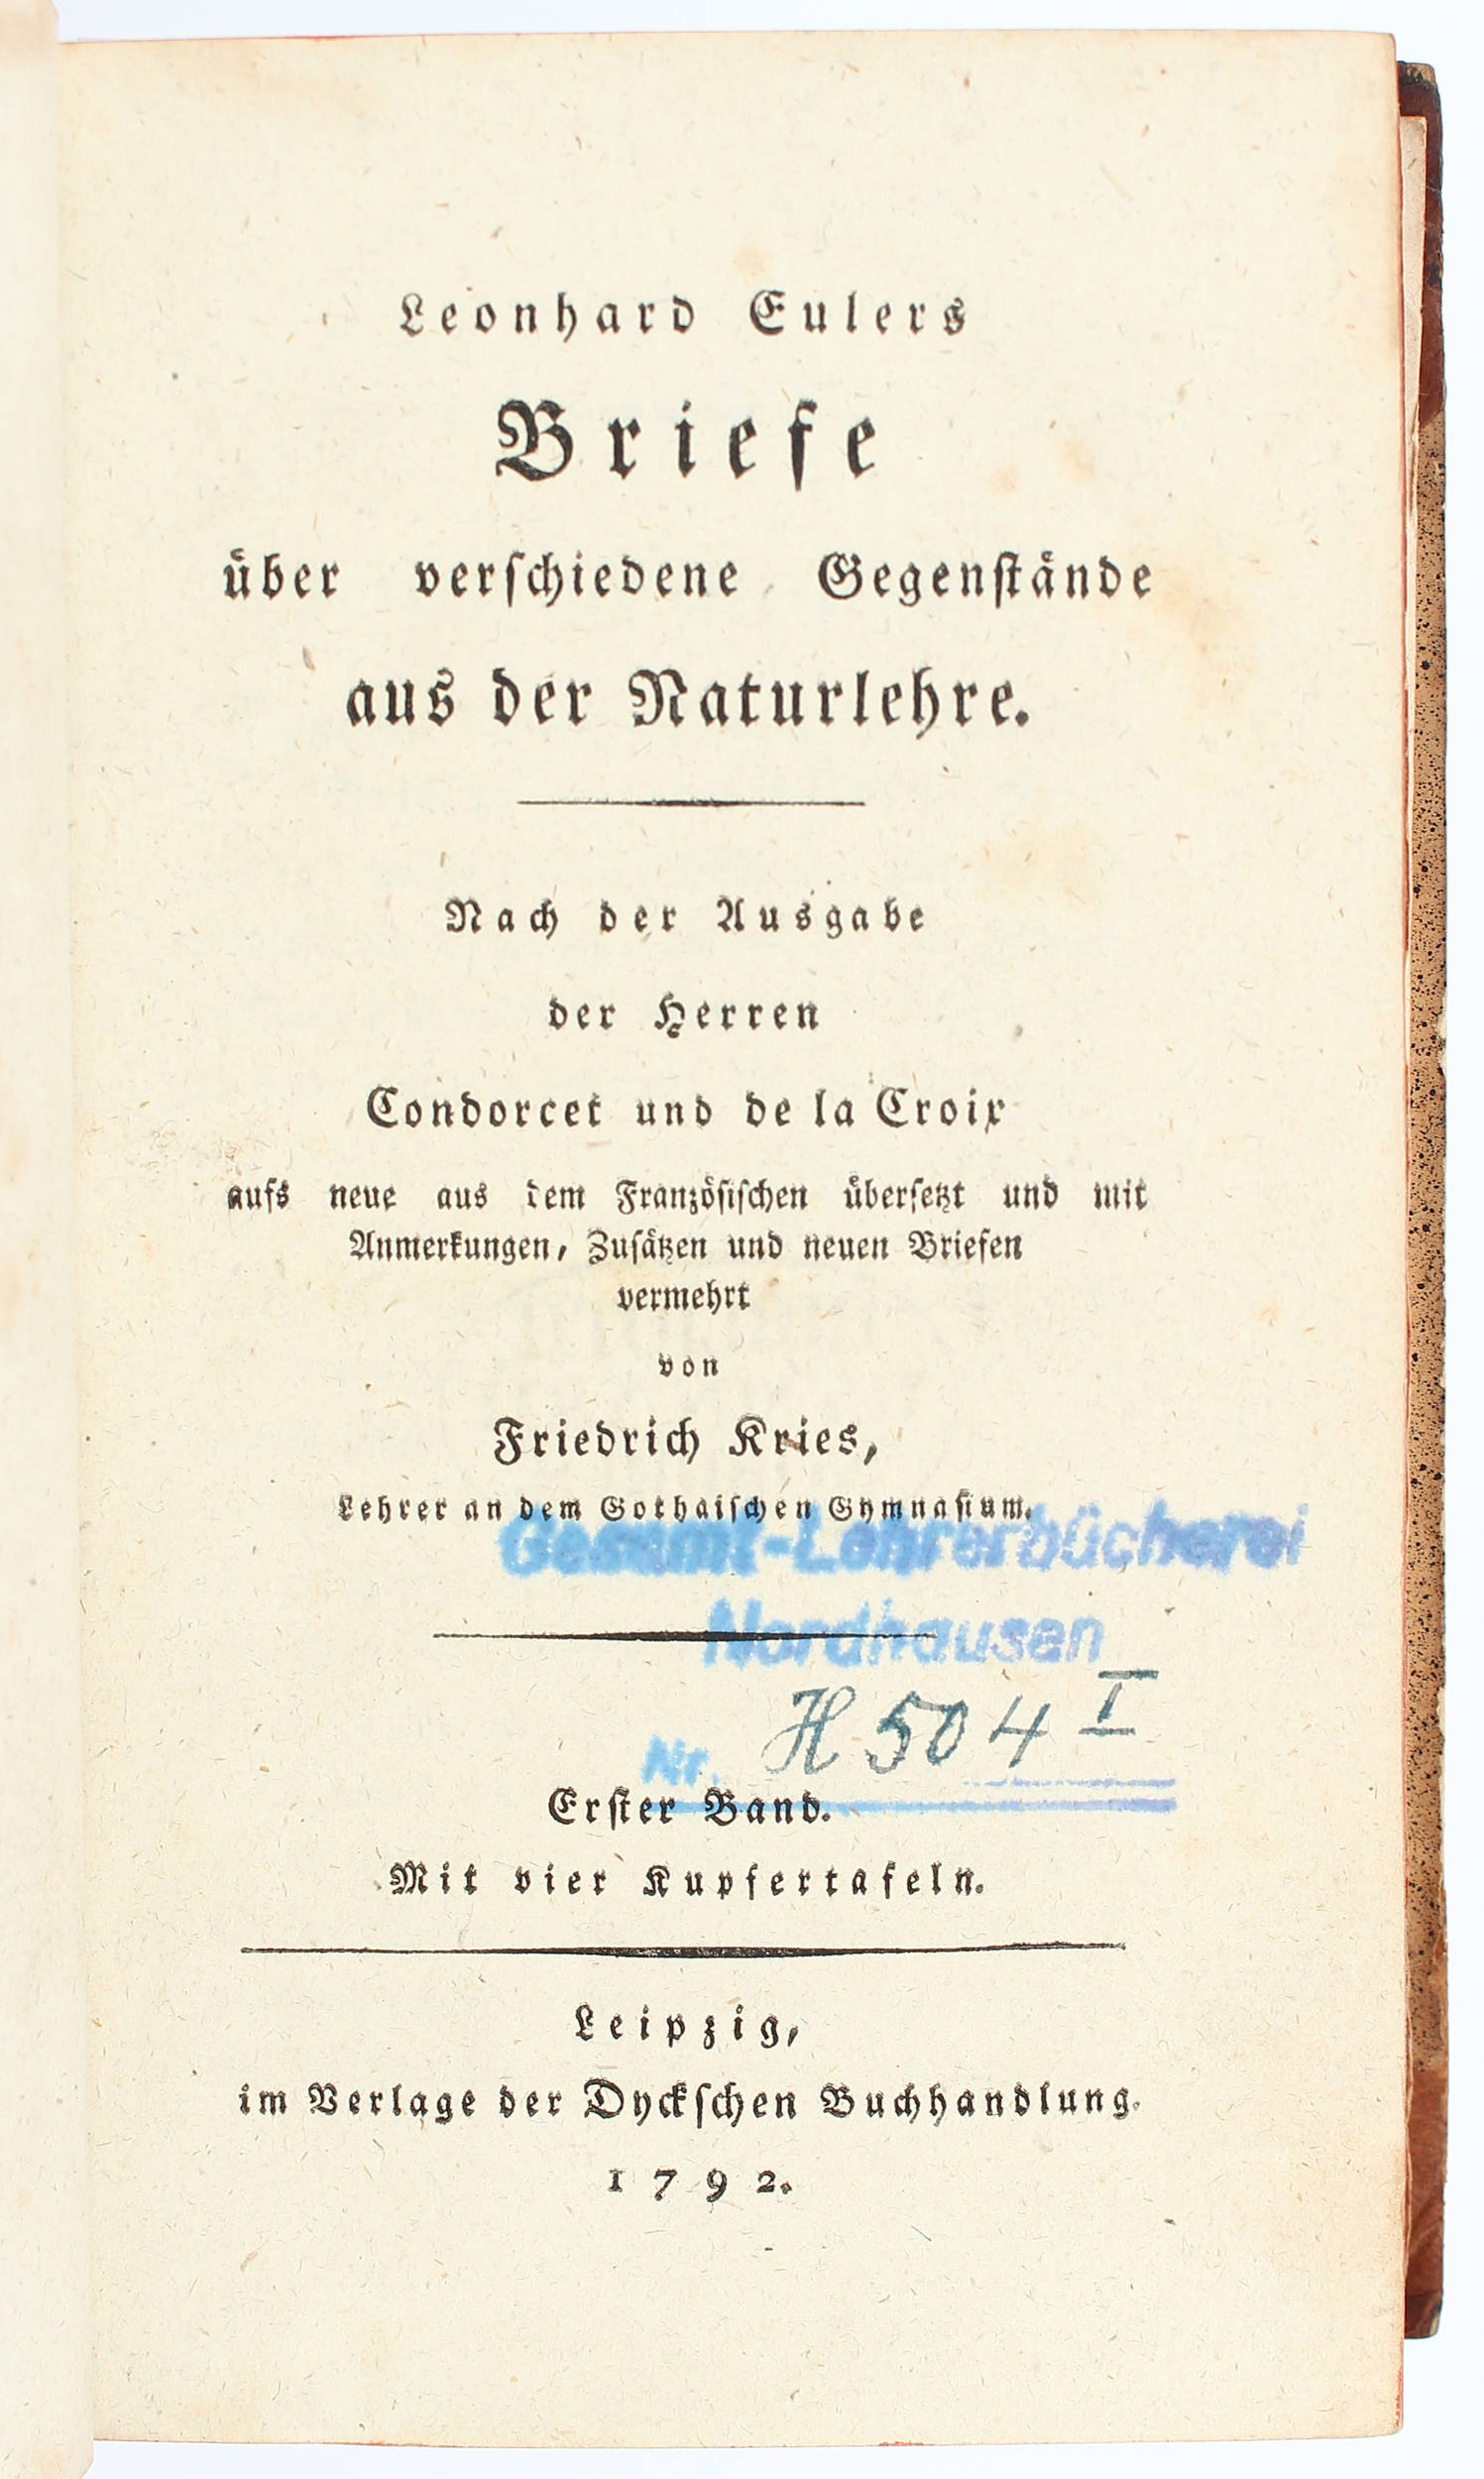 Leonhard Eulers
Briefe
über verschiedene Gegenstände
aus der Naturlehre.
Nach der Ausgabe
der Herren
Condorcet und de la Croix
aufs neue aus dem Französischen übersetzt und mit
Anmerkungen, Zusätzen und neuen Briefen
vermehrt
von
Friedrich Kries,
Lehrer an dem Gothaischen Gymnasium.
Gesamt-Lehrerbücherei
Nordhausen
Nr. H 504 I
Erster Band.
Mit vier Kupfertafeln.
Leipzig,
im Verlage der Dyckschen Buchhandlung.
1792.